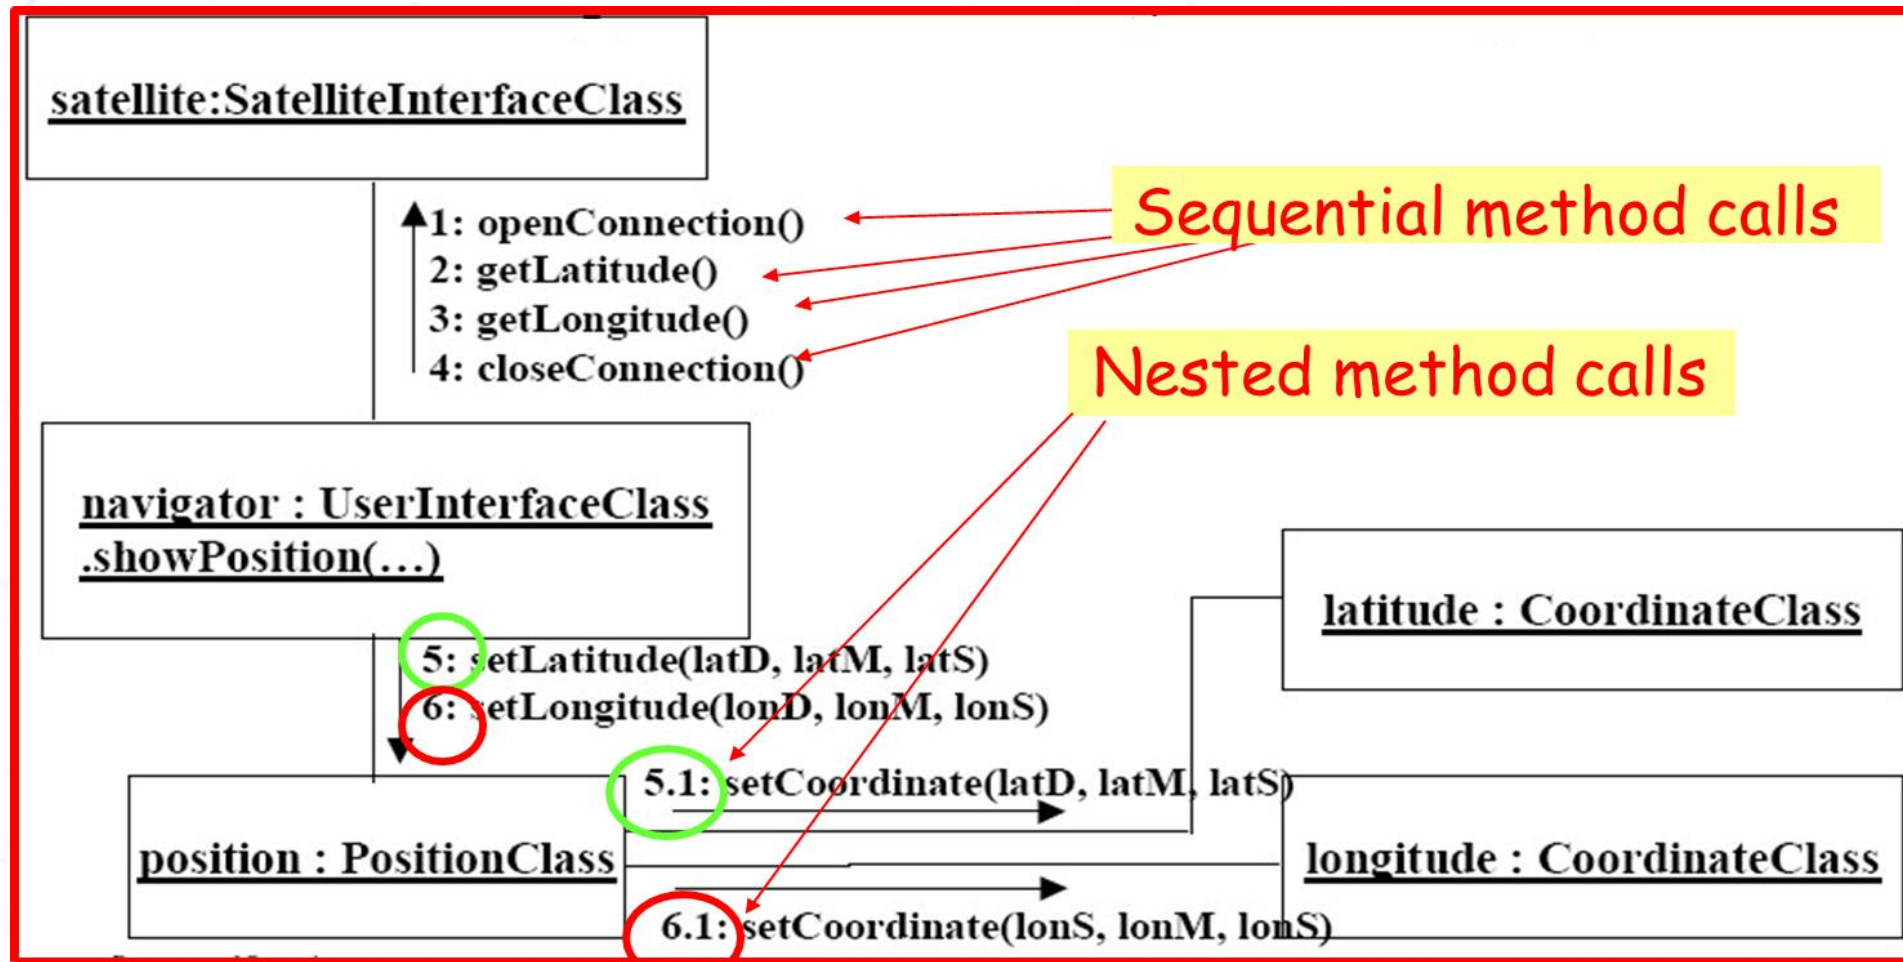 satellite:SatelliteInterfaceClass
1: openConnection()
2: getLatitude()
3: getLongitude()
4: closeConnection()
Sequential method calls
Nested method calls
navigator : UserInterfaceClass
.showPosition(…)
5: setLatitude(latD, latM, latS)
6: setLongitude(lonD, lonM, lonS)
latitude : CoordinateClass
5.1: setCoordinate(latD, latM, latS)
position : PositionClass
longitude : CoordinateClass
6.1: setCoordinate(lonS, lonM, lonS)